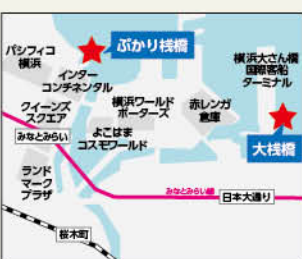 ぷかり桟橋
パシフィコ
横浜
インター
コンチネンタル
横浜大さん橋
国際客船
ターミナル
クイーンズ
スクエア
横浜ワールド
ポーターズ
赤レンガ
倉庫
大桟橋
みなとみらい
よこはま
コスモワールド
ランド
マーク
プラザ
みなとみらい線
日本大通り
桜木町